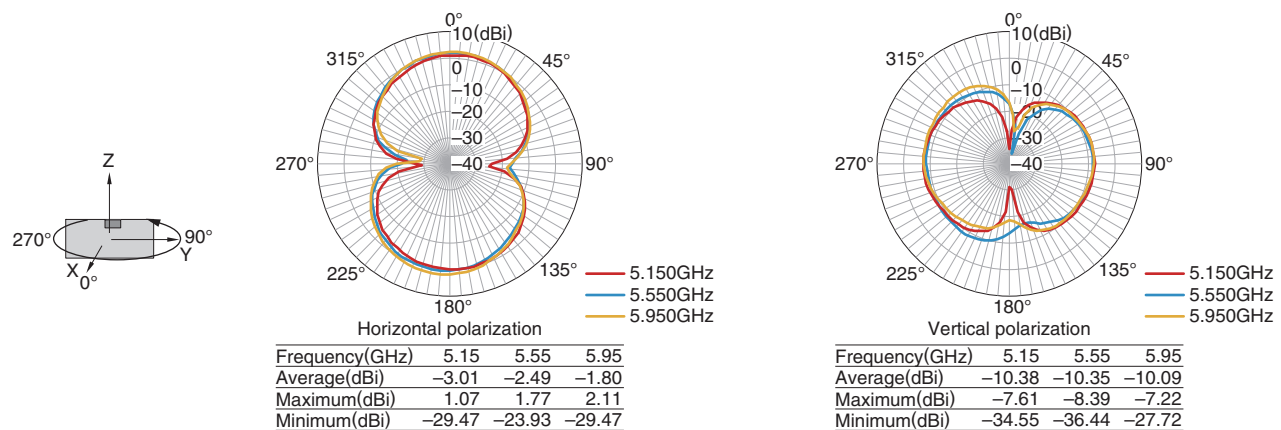 Z
270°
90°
Y
X
0°
0°
10(dBi)
315°
45°
0
–10
–20
–30
270°
–40
90°
225°
135°
180°
5.150GHz
5.550GHz
5.950GHz
Horizontal polarization
Frequency(GHz) 5.15 5.55 5.95
Average(dBi) –3.01 –2.49 –1.80
Maximum(dBi) 1.07 1.77 2.11
Minimum(dBi) –29.47 –23.93 –29.47
0°
10(dBi)
315°
45°
0
–10
–20
–30
270°
–40
90°
225°
135°
180°
5.150GHz
5.550GHz
5.950GHz
Vertical polarization
Frequency(GHz) 5.15 5.55 5.95
Average(dBi) –10.38 –10.35 –10.09
Maximum(dBi) –7.61 –8.39 –7.22
Minimum(dBi) –34.55 –36.44 –27.72